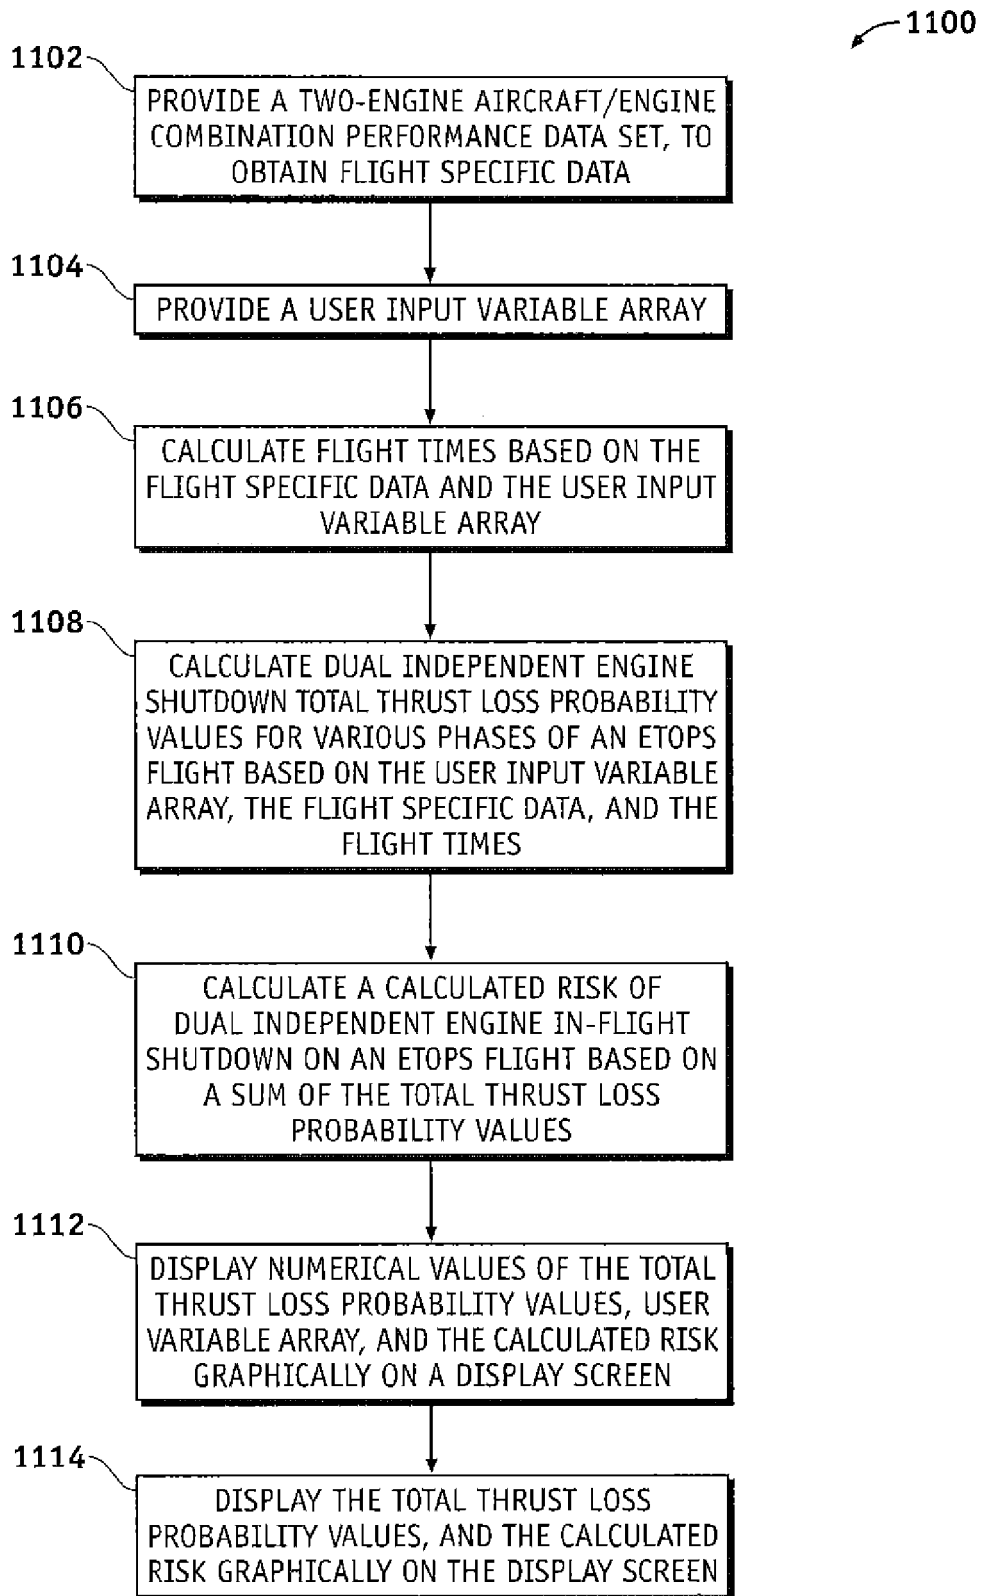 1100
1102
PROVIDE A TWO-ENGINE AIRCRAFT/ENGINE
COMBINATION PERFORMANCE DATA SET, TO
OBTAIN FLIGHT SPECIFIC DATA
1104
PROVIDE A USER INPUT VARIABLE ARRAY
1106
CALCULATE FLIGHT TIMES BASED ON THE
FLIGHT SPECIFIC DATA AND THE USER INPUT
VARIABLE ARRAY
1108
CALCULATE DUAL INDEPENDENT ENGINE
SHUTDOWN TOTAL THRUST LOSS PROBABILITY
VALUES FOR VARIOUS PHASES OF AN ETOPS
FLIGHT BASED ON THE USER INPUT VARIABLE
ARRAY, THE FLIGHT SPECIFIC DATA, AND THE
FLIGHT TIMES
1110
CALCULATE A CALCULATED RISK OF
DUAL INDEPENDENT ENGINE IN-FLIGHT
SHUTDOWN ON AN ETOPS FLIGHT BASED ON
A SUM OF THE TOTAL THRUST LOSS
PROBABILITY VALUES
1112
DISPLAY NUMERICAL VALUES OF THE TOTAL
THRUST LOSS PROBABILITY VALUES, USER
VARIABLE ARRAY, AND THE CALCULATED RISK
GRAPHICALLY ON A DISPLAY SCREEN
1114
DISPLAY THE TOTAL THRUST LOSS
PROBABILITY VALUES, AND THE CALCULATED
RISK GRAPHICALLY ON THE DISPLAY SCREEN